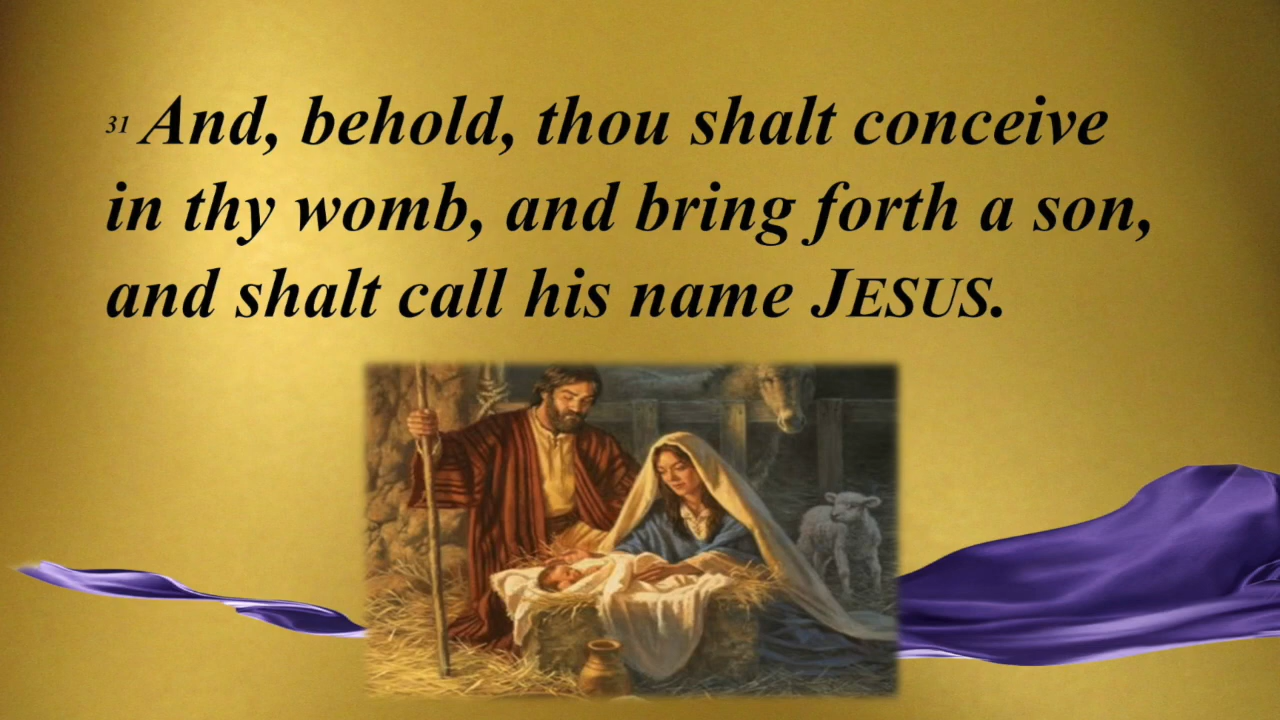 31 And, behold, thou shalt conceive
in thy womb, and bring forth a son,
and shalt call his name JESUS.